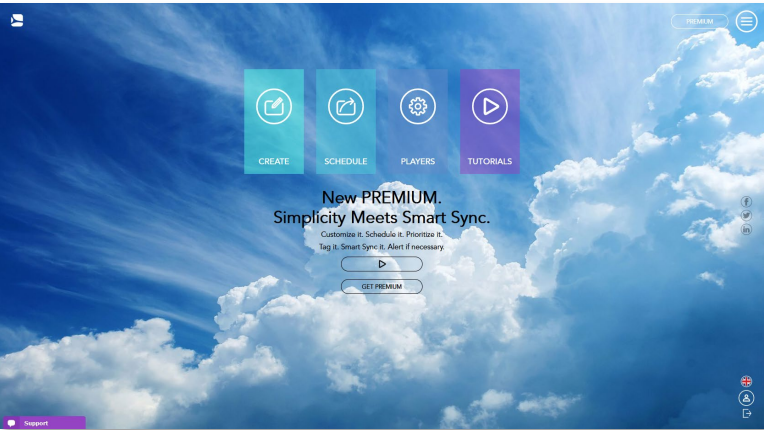 PREMIUM
CREATE
SCHEDULE
PLAYERS
TUTORIALS
New PREMIUM.
Simplicity Meets Smart Sync.
Customize it. Schedule it. Prioritize it.
Tag it. Smart Sync it. Alert if necessary.
GET PREMIUM
f
in
Support